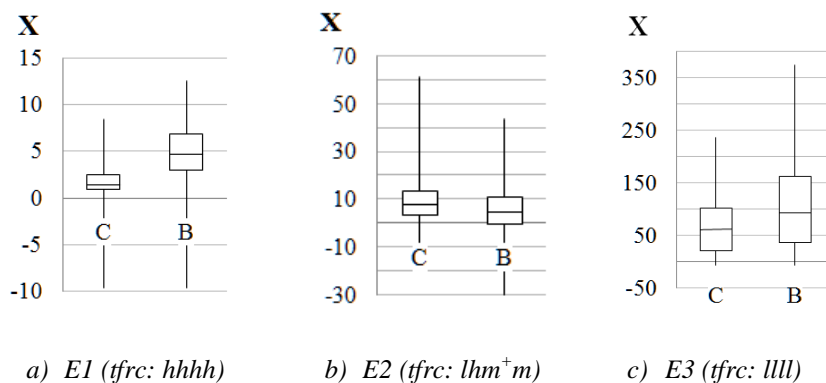 X
15
10
5
0
-5
-10
C
B
a) E1 (tfrc: hhhh)
X
70
50
30
10
-10
-30
C
B
b) E2 (tfrc: lhm⁺m)
X
350
250
150
50
-50
C
B
c) E3 (tfrc: llll)